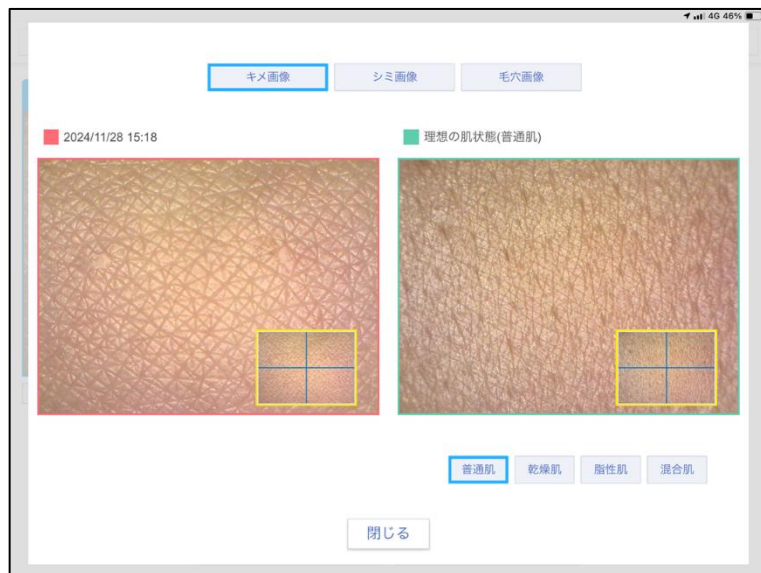 4G 46%
キメ画像 シミ画像 毛穴画像
2024/11/28 15:18 理想の肌状態(普通肌)
普通肌 乾燥肌 脂性肌 混合肌
閉じる